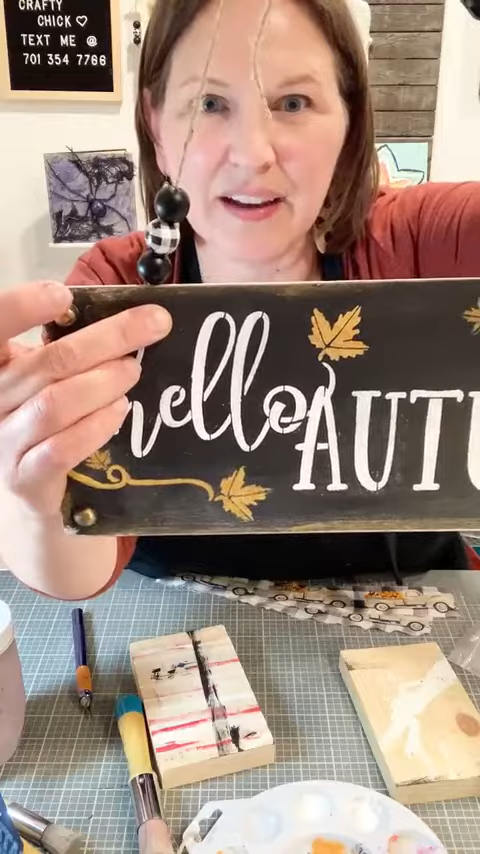 CRAFTY
CHICK ♡
TEXT ME @
701 354 7766
hello
AUTU